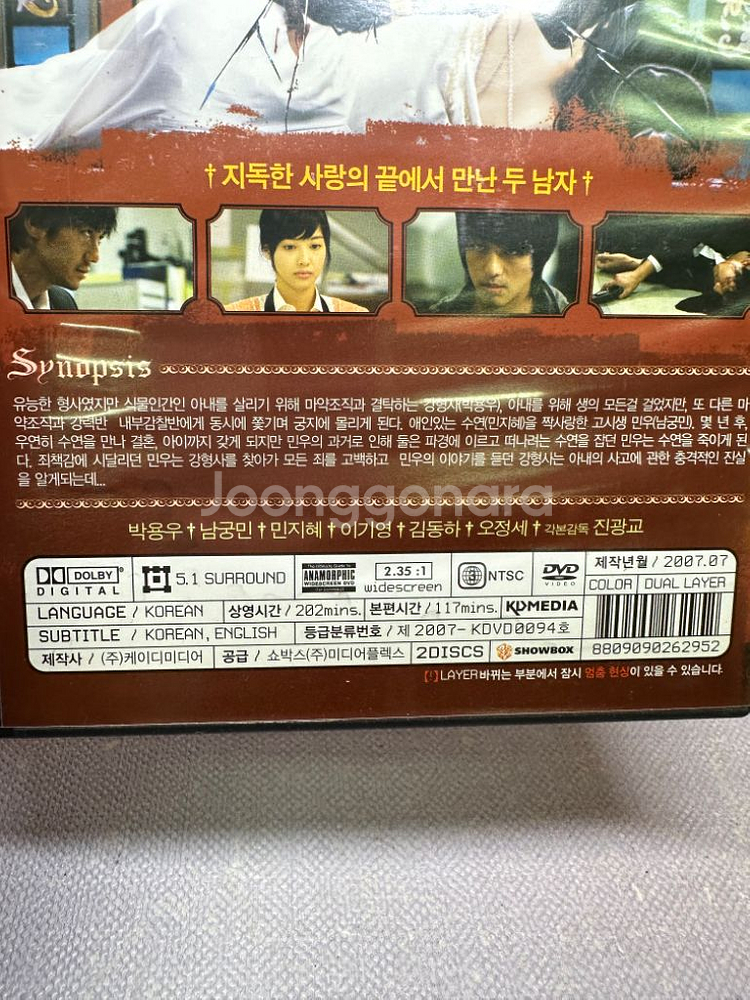 † 지독한 사랑의 끝에서 만난 두 남자 †
Synopsis
유능한 형사였지만 식물인간인 아내를 살리기 위해 마약조직과 결탁하는 강형사(박용우), 아내를 위해 생의 모든걸 걸었지만, 또 다른 마
약조직과 강력반 내부감찰반에게 동시에 쫓기며 궁지에 몰리게 된다. 애인있는 수연(민지혜)을 짝사랑한 고시생 민우(남궁민). 몇 년 후,
우연히 수연을 만나 결혼, 아이까지 갖게 되지만 민우의 과거로 인해 둘은 파경에 이르고 떠나려는 수연을 잡던 민우는 수연을 죽이게 된
다. 죄책감에 시달리던 민우는 강형사를 찾아가 모든 죄를 고백하고 민우의 이야기를 듣던 강형사는 아내의 사고에 관한 충격적인 진실
을 알게되는데...
Joonggonara
박용우 † 남궁민 † 민지혜 † 이기영 † 김동하 † 오정세 † 각본감독 진광교
DOLBY DIGITAL 5.1 SURROUND ANAMORPHIC WIDESCREEN DVD 2.35 :1 widescreen 3 NTSC DVD VIDEO 제작년월 / 2007.07
COLOR DUAL LAYER
LANGUAGE / KOREAN 상영시간 / 202mins. 본편시간 / 117mins. KDMEDIA
SUBTITLE / KOREAN, ENGLISH 등급분류번호 / 제 2007- KDVD0094호
제작사 / (주)케이디미디어 공급 / 쇼박스(주)미디어플렉스 2DISCS SHOWBOX 8809090262952
[!] LAYER바뀌는 부분에서 잠시 멈춤 현상이 있을 수 있습니다.